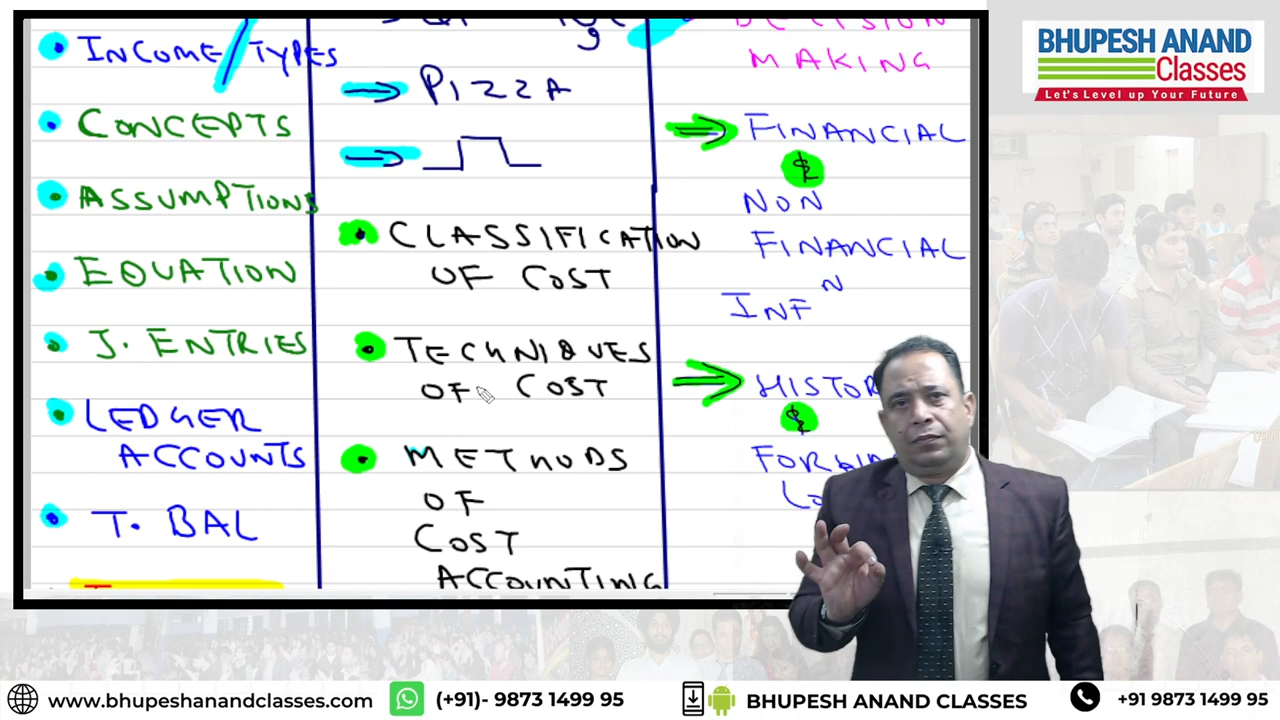 INCOME/TYPES
CONCEPTS
ASSUMPTIONS
EQUATION
J. ENTRIES
LEDGER
ACCOUNTS
T. BAL
PIZZA
CLASSIFICATION
OF COST
TECHNIQUES
OF COST
METHODS
OF
COST
ACCOUNTING
DECISION
MAKING
FINANCIAL
&
NON
FINANCIAL
INF N
&
BHUPESH ANAND
Classes
Let's Level up Your Future
www.bhupeshanandclasses.com
(+91)- 9873 1499 95
BHUPESH ANAND CLASSES
+91 9873 1499 95